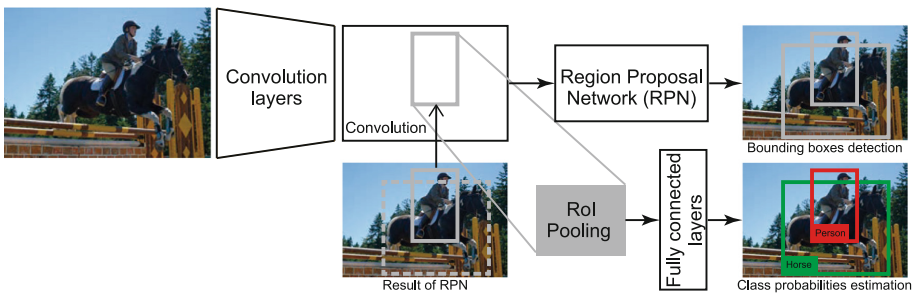 Convolution
layers
Convolution
Region Proposal
Network (RPN)
Bounding boxes detection
Result of RPN
RoI
Pooling
Fully connected
layers
Person
Horse
Class probabilities estimation